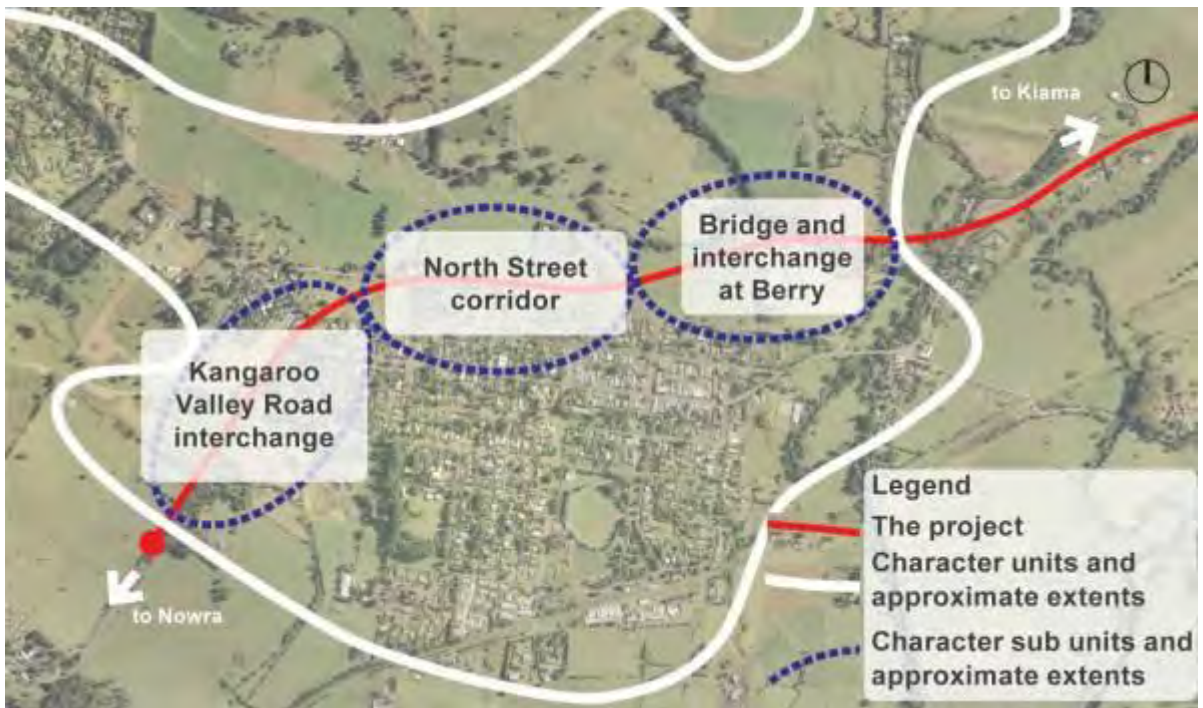 to Kiama
Bridge and
interchange
at Berry
North Street
corridor
Kangaroo
Valley Road
interchange
to Nowra
Legend
The project
Character units and
approximate extents
Character sub units and
approximate extents